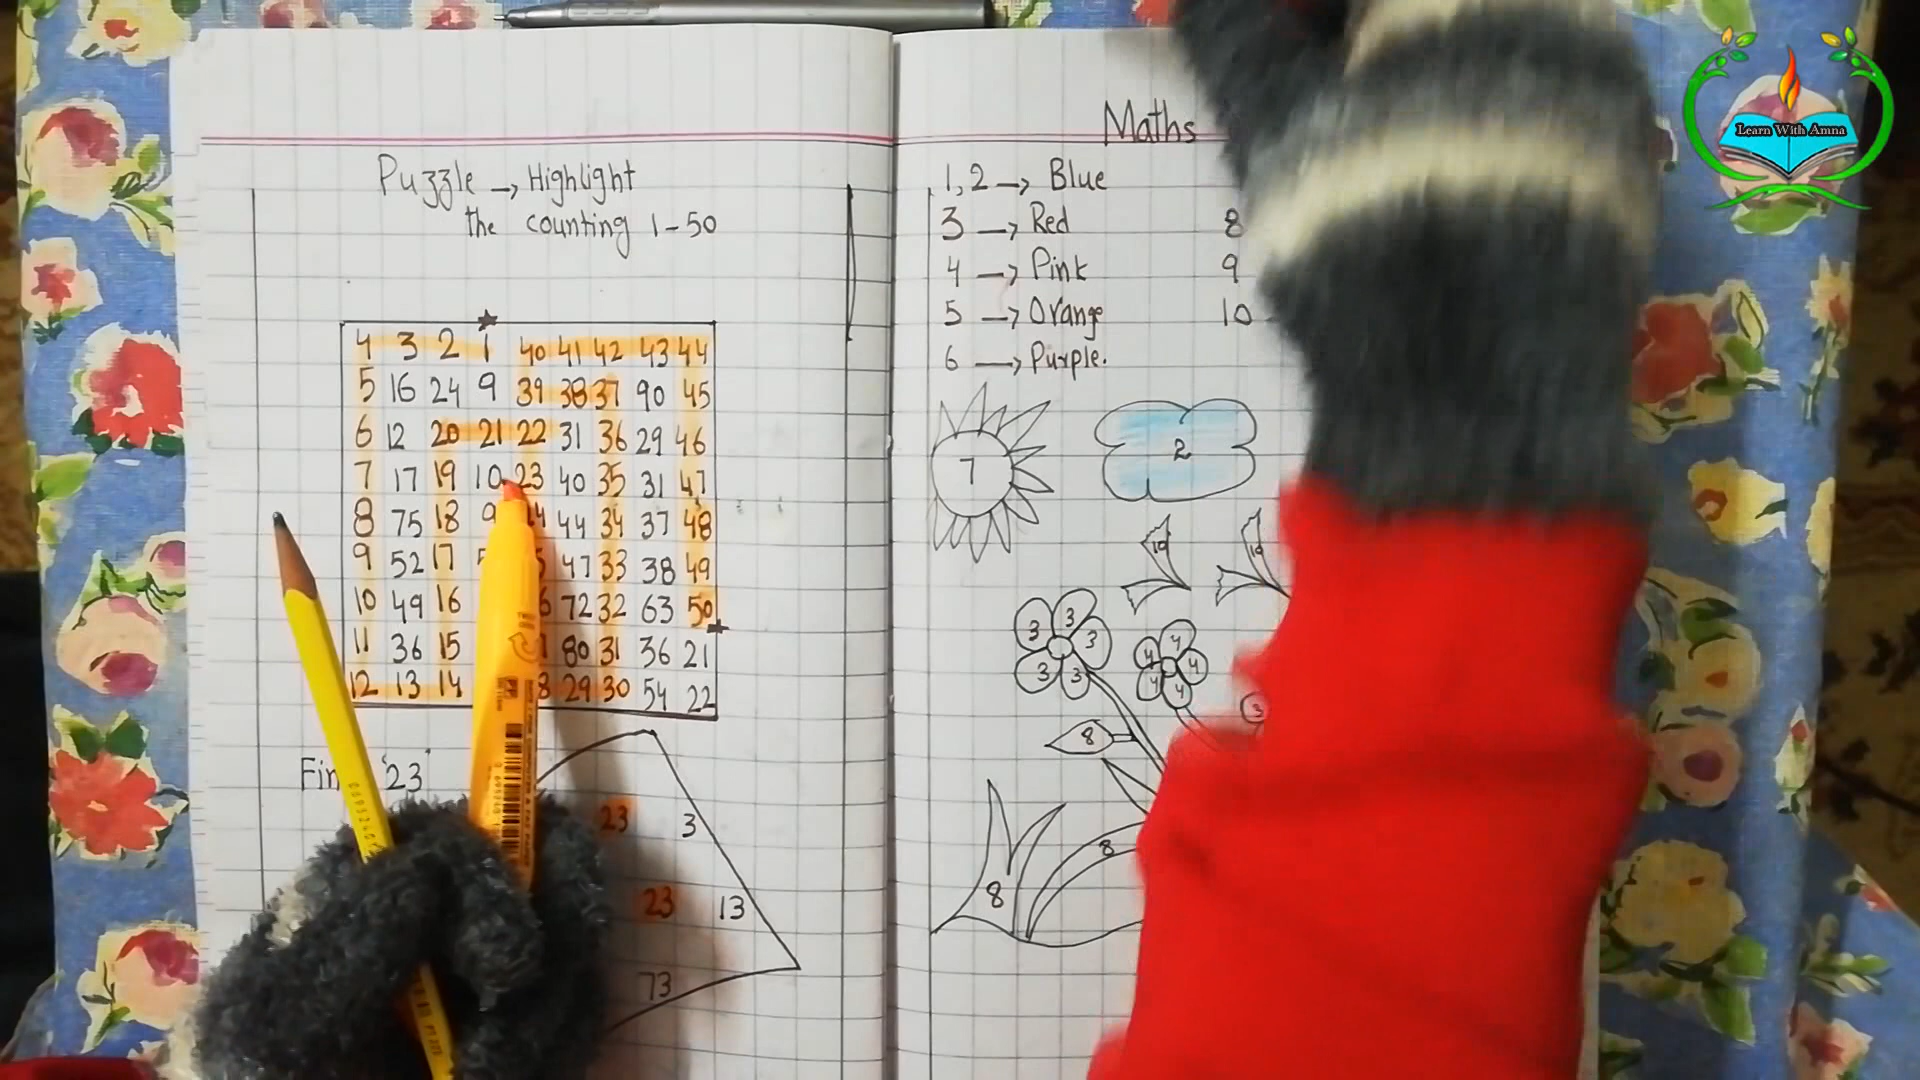 Learn With Amna
Puzzle → Highlight
the counting 1-50
4 3 2 1 40 41 42 43 44
5 16 24 9 39 38 37 90 45
6 12 20 21 22 31 36 29 46
7 17 19 10 23 40 35 31 47
8 75 18 9 44 34 37 48
9 52 17 47 33 38 49
10 49 16 72 32 63 50
11 36 15 80 31 36 21
12 13 14 29 30 54 22
'23'
23 3
23 13
73
Maths
1, 2 → Blue
3 → Red 8
4 → Pink 9
5 → Orange 10
6 → Purple.
7 2
10 10
3 3 3 3 3
4 4 4 4 4
3
8
8
8